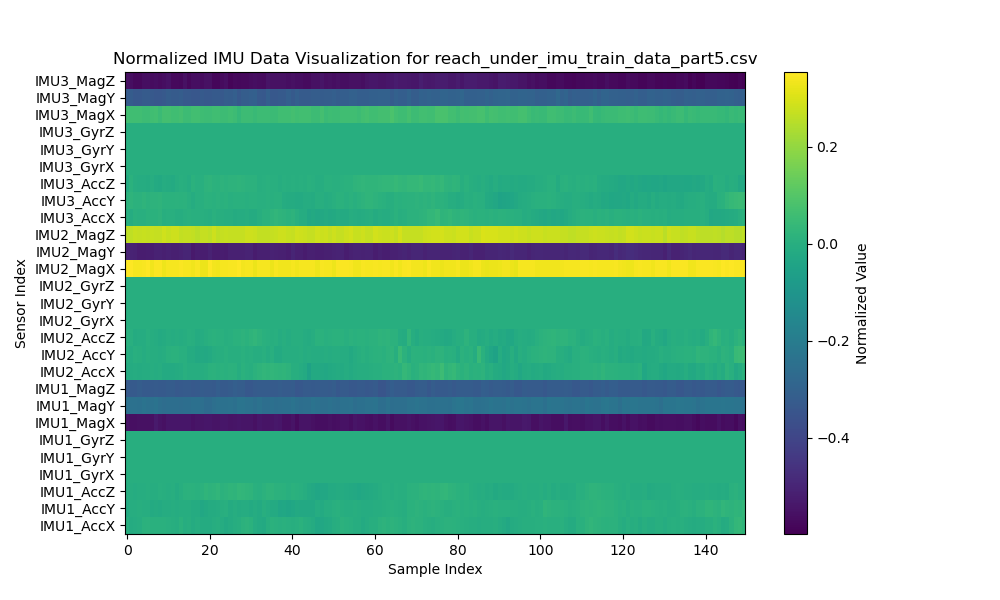 Normalized IMU Data Visualization for reach_under_imu_train_data_part5.csv
IMU3_MagZ
IMU3_MagY
IMU3_MagX
IMU3_GyrZ
IMU3_GyrY
IMU3_GyrX
IMU3_AccZ
IMU3_AccY
IMU3_AccX
IMU2_MagZ
IMU2_MagY
IMU2_MagX
IMU2_GyrZ
IMU2_GyrY
IMU2_GyrX
IMU2_AccZ
IMU2_AccY
IMU2_AccX
IMU1_MagZ
IMU1_MagY
IMU1_MagX
IMU1_GyrZ
IMU1_GyrY
IMU1_GyrX
IMU1_AccZ
IMU1_AccY
IMU1_AccX
Sensor Index
0 20 40 60 80 100 120 140
Sample Index
0.2
0.0
−0.2
−0.4
Normalized Value